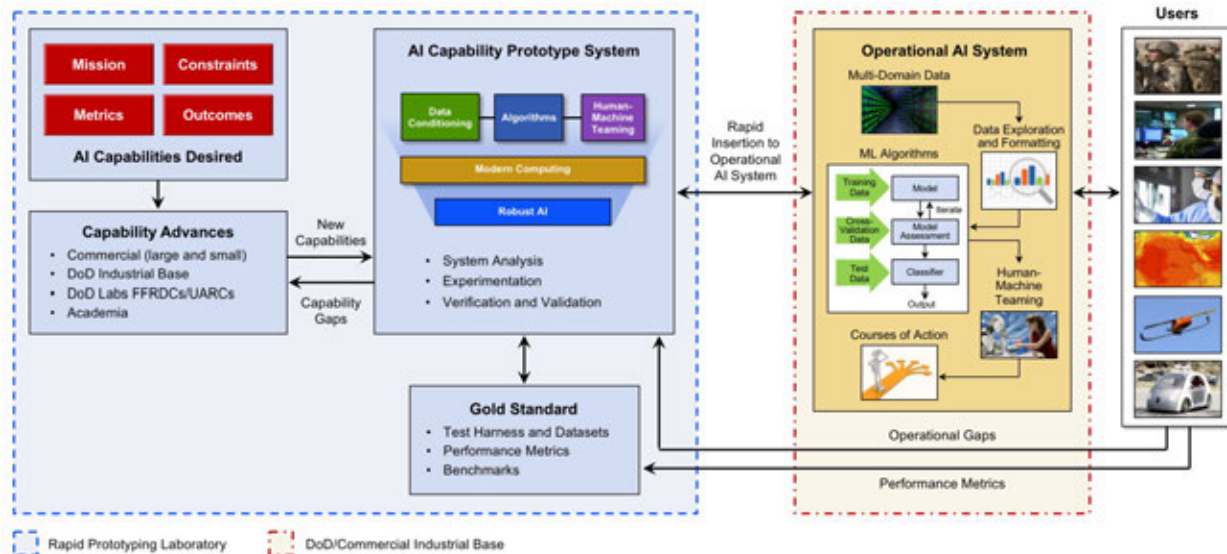 Mission
Constraints
Metrics
Outcomes
AI Capabilities Desired
Capability Advances
• Commercial (large and small)
• DoD Industrial Base
• DoD Labs FFRDCs/UARCs
• Academia
New
Capabilities
Capability
Gaps
AI Capability Prototype System
Data
Conditioning
Algorithms
Human-
Machine
Teaming
Modern Computing
Robust AI
• System Analysis
• Experimentation
• Verification and Validation
Gold Standard
• Test Harness and Datasets
• Performance Metrics
• Benchmarks
Rapid
Insertion to
Operational
AI System
Operational AI System
Multi-Domain Data
Data Exploration
and Formatting
ML Algorithms
Training
Data
Model
Iterate
Cross-
Validation
Data
Model
Assessment
Test
Data
Classifier
Output
Human-
Machine
Teaming
Courses of Action
Operational Gaps
Performance Metrics
Users
Rapid Prototyping Laboratory
DoD/Commercial Industrial Base